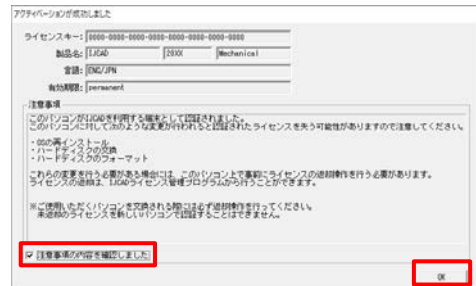 アクティベーションが成功しました
ライセンスキー: 0000-0000-0000-0000-0000-0000-0000-0000
製品名: IJCAD 20XX Mechanical
言語: ENG/JPN
有効期限: permanent
注意事項
このパソコンがIJCADを利用する端末として認証されました。
このパソコンに対して次のような変更が行われると認証されたライセンスを失う可能性がありますので注意してください。
・OSの再インストール
・ハードディスクの交換
・ハードディスクのフォーマット
これらの変更を行う必要がある場合には、このパソコン上で事前にライセンスの返却操作を行う必要があります。
ライセンスの返却は、IJCADライセンス管理プログラムから行うことができます。
※ご使用いただくパソコンを交換される際には必ず返却操作を行ってください。
未返却のライセンスを新しいパソコンで認証することはできません。
注意事項の内容を確認しました
OK